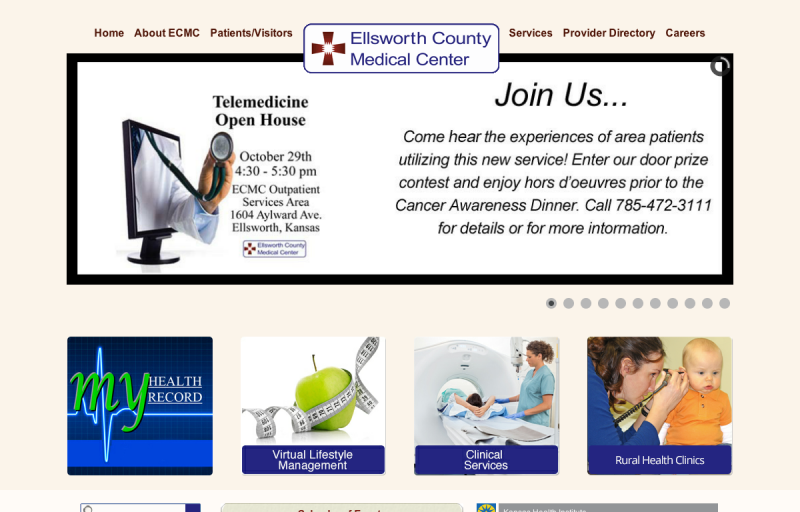 Home About ECMC Patients/Visitors
Ellsworth County
Medical Center
Services Provider Directory Careers
Telemedicine
Open House
October 29th
4:30 - 5:30 pm
ECMC Outpatient
Services Area
1604 Aylward Ave.
Ellsworth, Kansas
Ellsworth County
Medical Center
Join Us...
Come hear the experiences of area patients
utilizing this new service! Enter our door prize
contest and enjoy hors d'oeuvres prior to the
Cancer Awareness Dinner. Call 785-472-3111
for details or for more intormation.
my HEALTH
RECORD
Virtual Lifestyle
Management
Clinical
Services
Rural Health Clinics
Kansas Health Institute